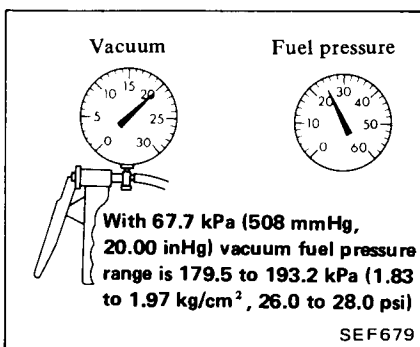 Vacuum Fuel pressure
0 5 10 15 20 25 30
0 10 20 30 40 50 60
With 67.7 kPa (508 mmHg,
20.00 inHg) vacuum fuel pressure
range is 179.5 to 193.2 kPa (1.83
to 1.97 kg/cm², 26.0 to 28.0 psi)
SEF679